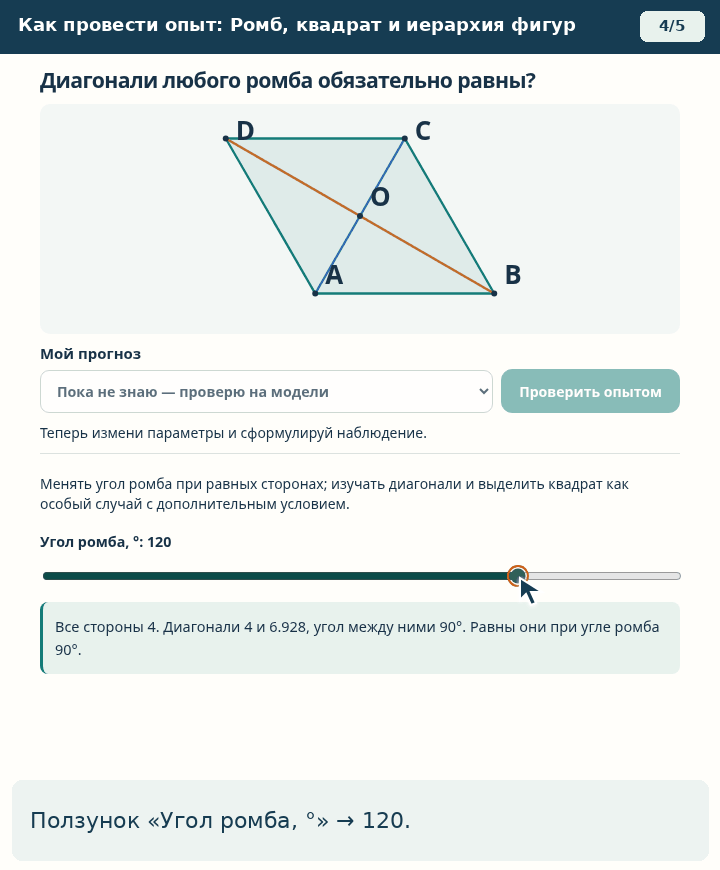 Как провести опыт: Ромб, квадрат и иерархия фигур
4/5
Диагонали любого ромба обязательно равны?
D
C
O
A
B
Мой прогноз
Пока не знаю — проверю на модели
Проверить опытом
Теперь измени параметры и сформулируй наблюдение.
Менять угол ромба при равных сторонах; изучать диагонали и выделить квадрат как
особый случай с дополнительным условием.
Угол ромба, °: 120
Все стороны 4. Диагонали 4 и 6.928, угол между ними 90°. Равны они при угле ромба
90°.
Ползунок «Угол ромба, °» → 120.